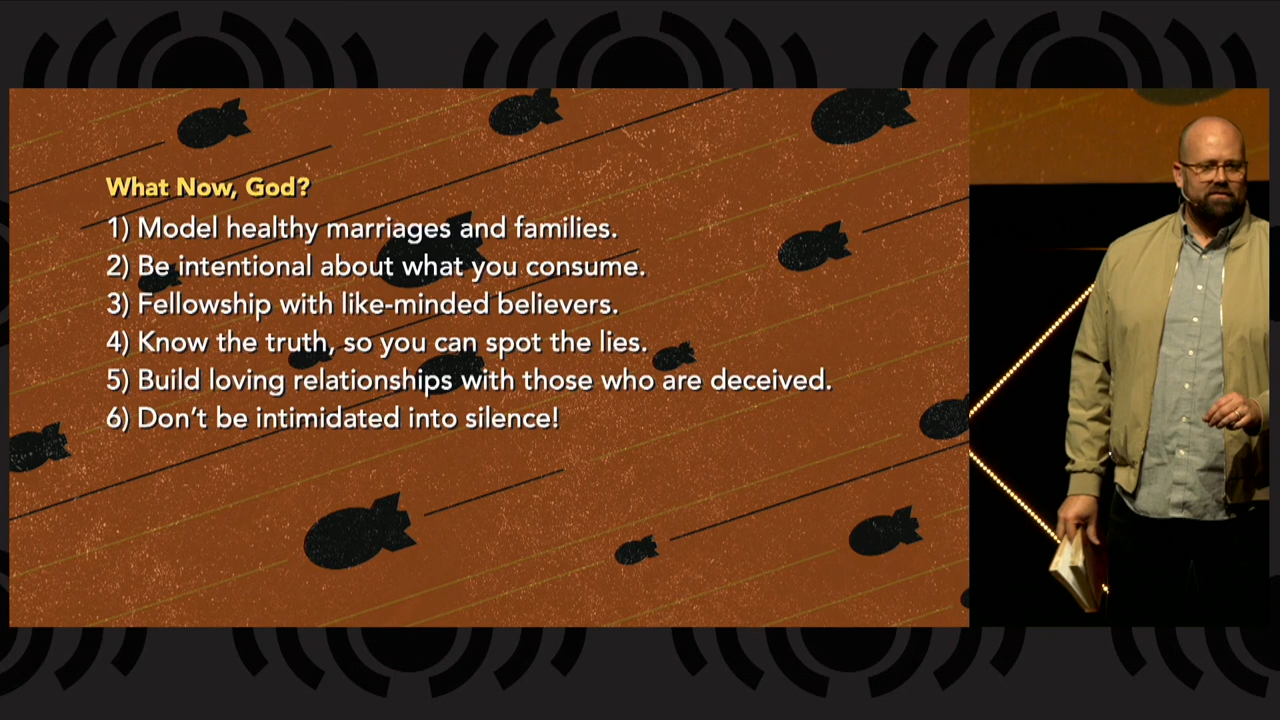 What Now, God?
1) Model healthy marriages and families.
2) Be intentional about what you consume.
3) Fellowship with like-minded believers.
4) Know the truth, so you can spot the lies.
5) Build loving relationships with those who are deceived.
6) Don't be intimidated into silence!